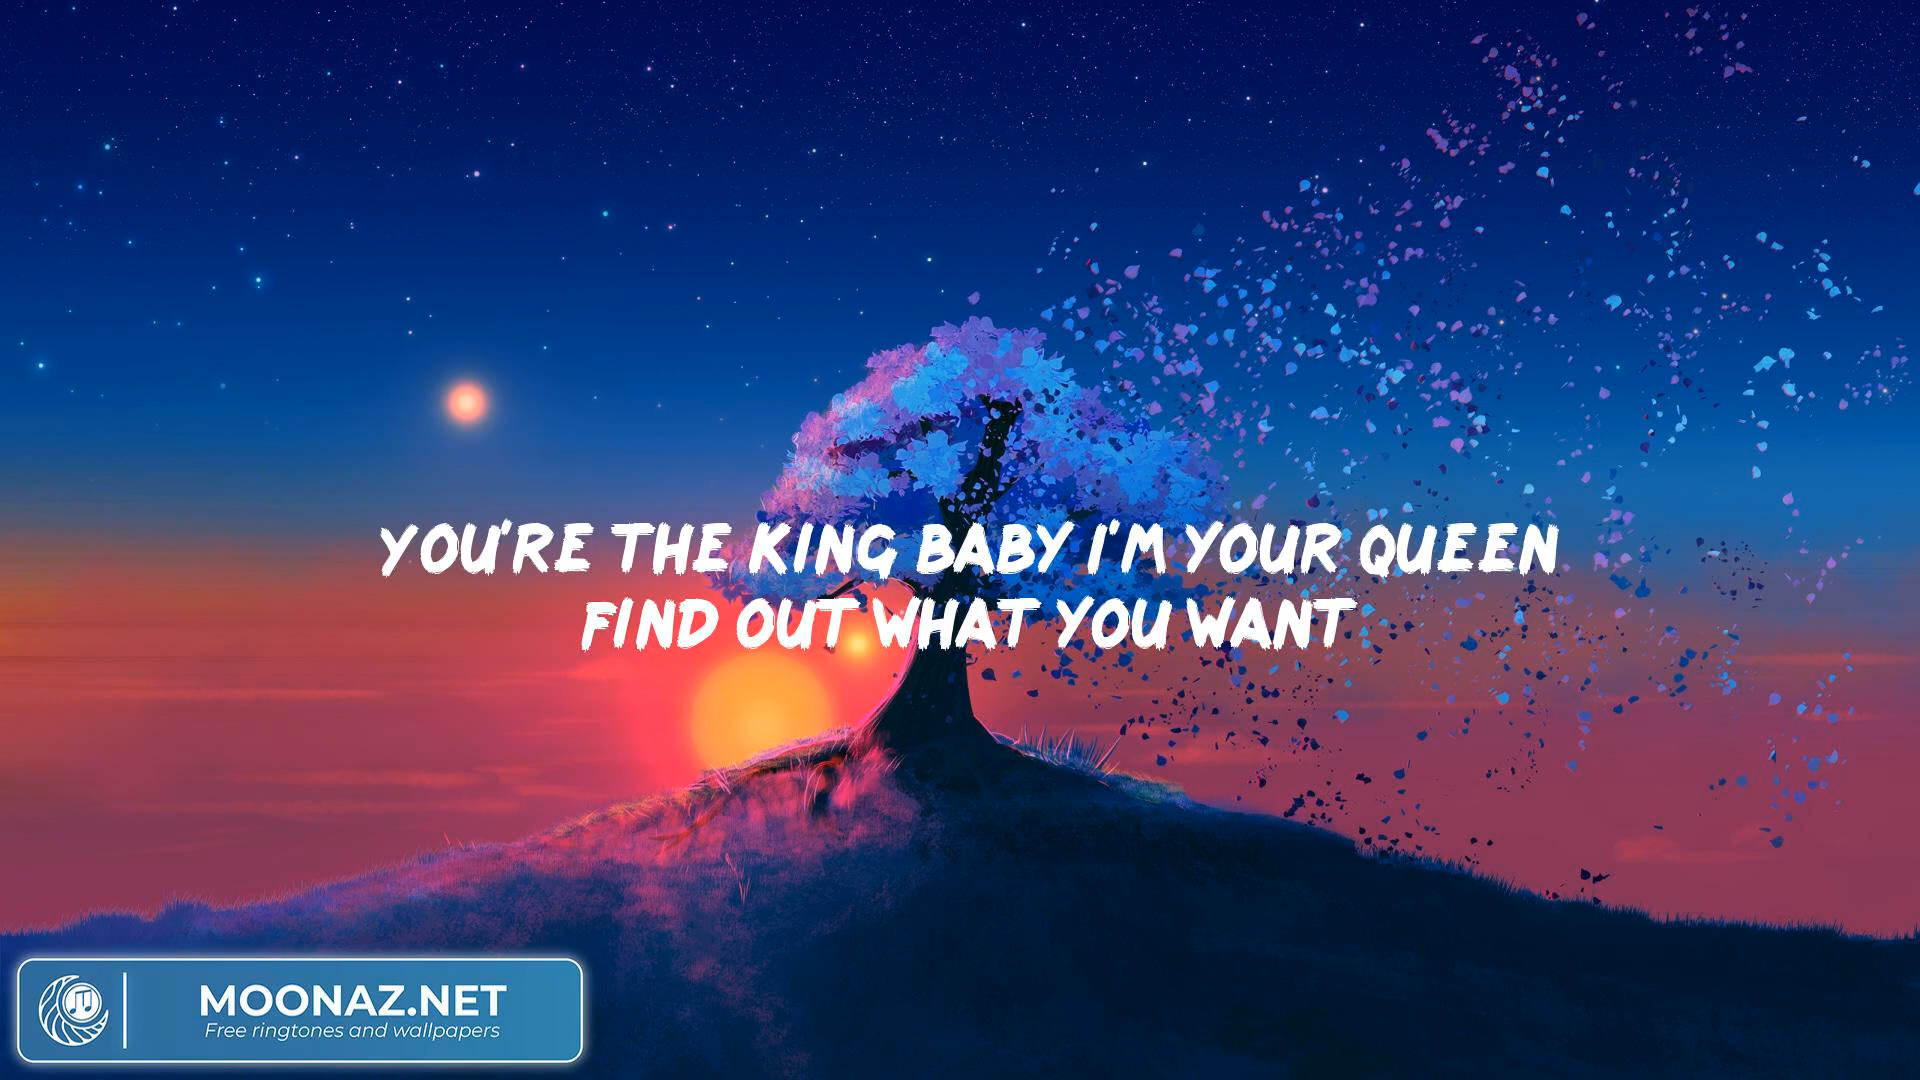 YOU'RE THE KING BABY I'M YOUR QUEEN
FIND OUT WHAT YOU WANT
MOONAZ.NET
Free ringtones and wallpapers